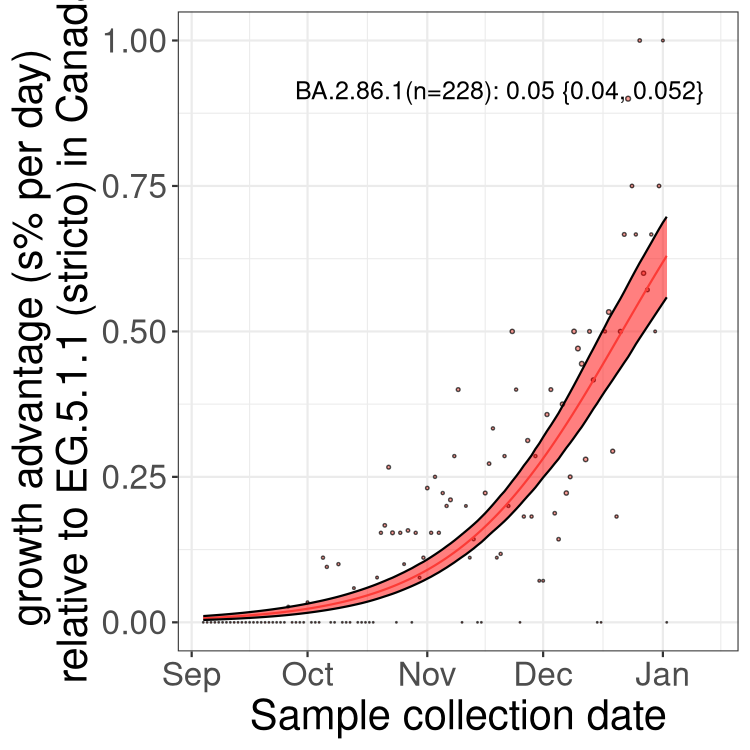 growth advantage (s% per day)
relative to EG.5.1.1 (stricto) in Canada
1.00
0.75
0.50
0.25
0.00
BA.2.86.1(n=228): 0.05 {0.04, 0.052}
Sep Oct Nov Dec Jan
Sample collection date